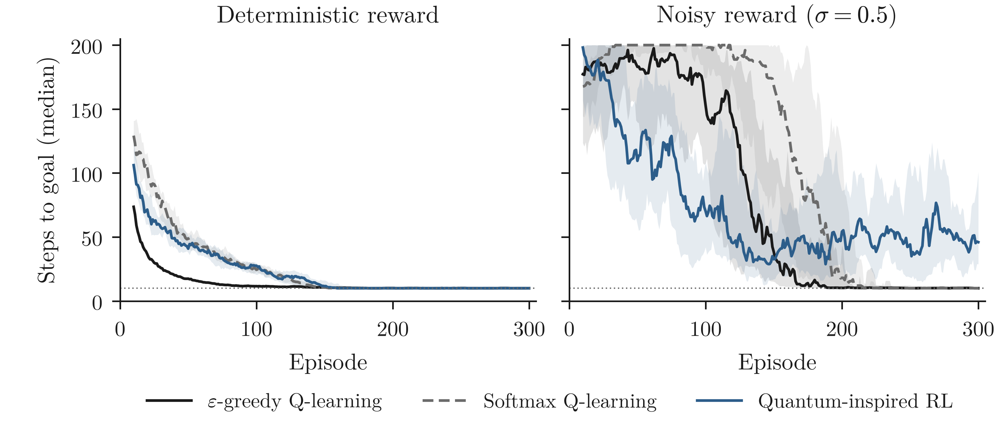 Deterministic reward
Noisy reward (σ = 0.5)
Steps to goal (median)
200
150
100
50
0
0 100 200 300
0 100 200 300
Episode
Episode
ε-greedy Q-learning
Softmax Q-learning
Quantum-inspired RL